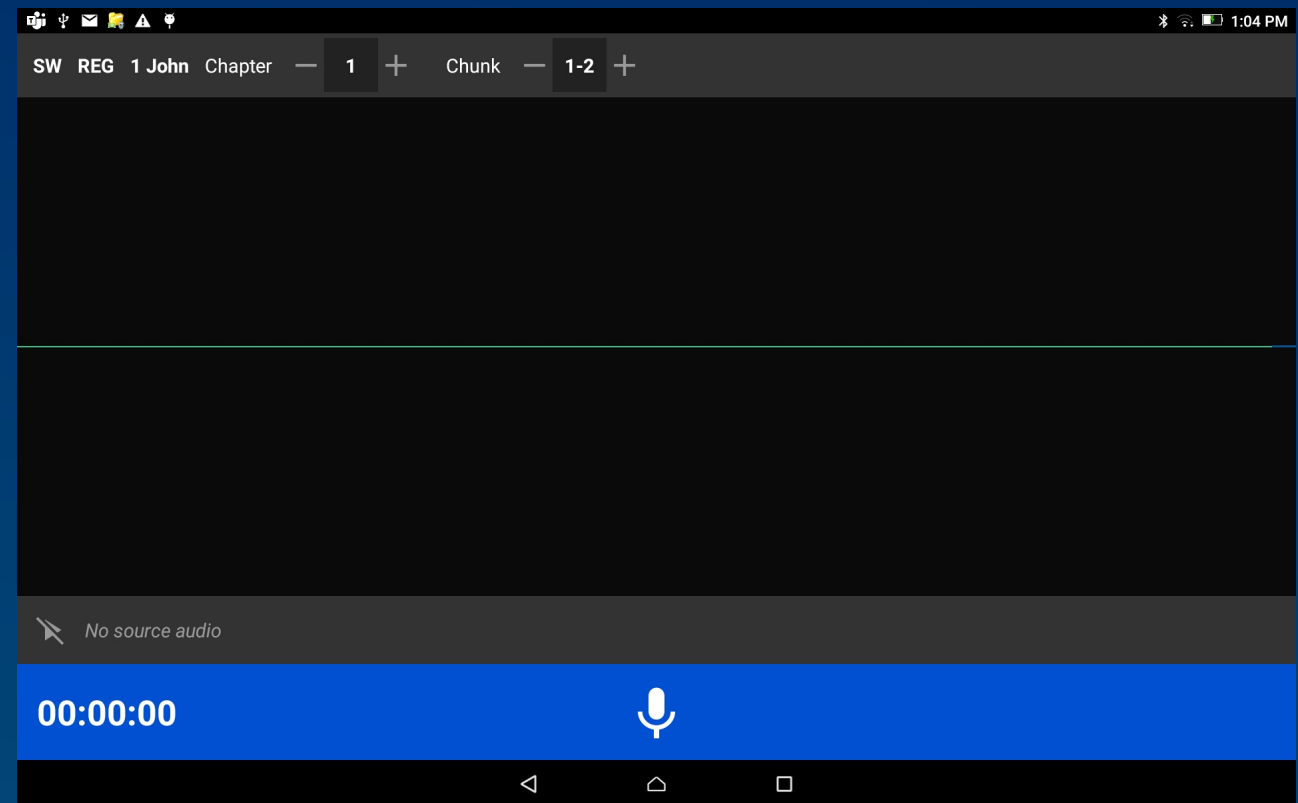 1:04 PM
SW REG 1 John Chapter — 1 + Chunk — 1-2 +
No source audio
00:00:00